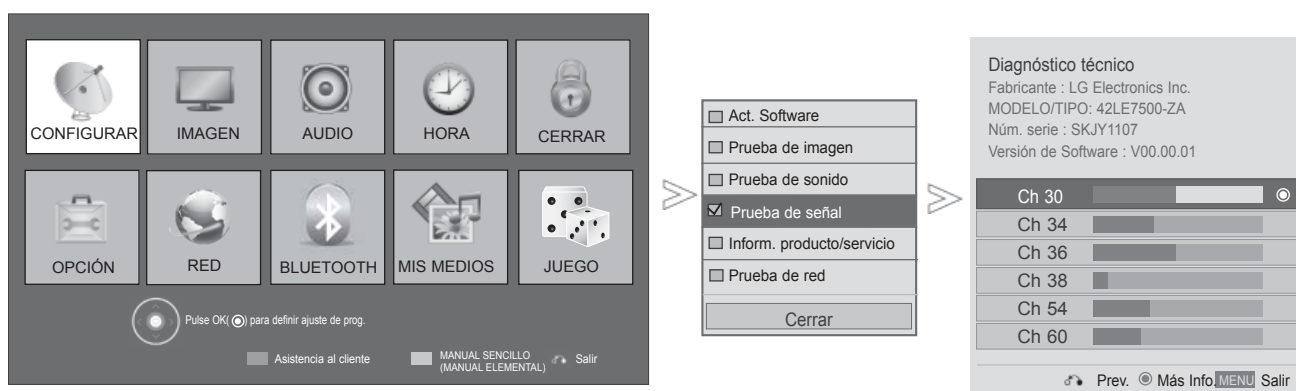 CONFIGURAR
IMAGEN
AUDIO
HORA
CERRAR
OPCIÓN
RED
BLUETOOTH
MIS MEDIOS
JUEGO
Pulse OK( ) para definir ajuste de prog.
Asistencia al cliente
MANUAL SENCILLO
(MANUAL ELEMENTAL)
Salir
Act. Software
Prueba de imagen
Prueba de sonido
Prueba de señal
Inform. producto/servicio
Prueba de red
Cerrar
Diagnóstico técnico
Fabricante : LG Electronics Inc.
MODELO/TIPO: 42LE7500-ZA
Núm. serie : SKJY1107
Versión de Software : V00.00.01
Ch 30
Ch 34
Ch 36
Ch 38
Ch 54
Ch 60
Prev. Más Info. MENU Salir